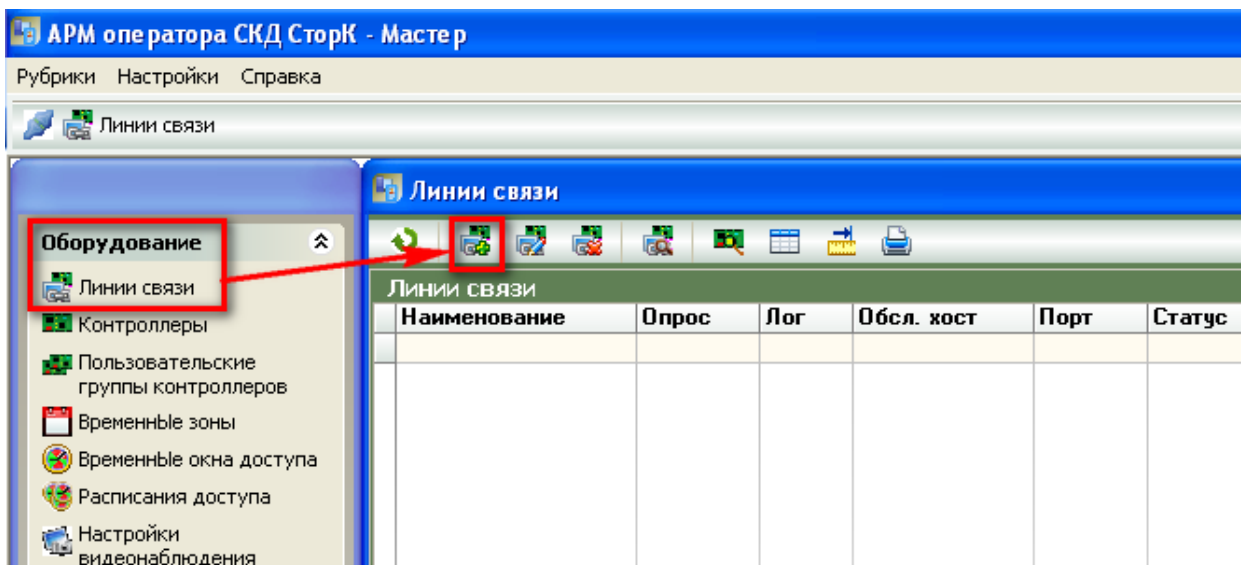 АРМ оператора СКД СторК - Мастер
Рубрики Настройки Справка
Линии связи
Оборудование
Линии связи
Контроллеры
Пользовательские
группы контроллеров
ВременнЫе зоны
ВременнЫе окна доступа
Расписания доступа
Настройки
видеонаблюдения
Линии связи
Линии связи
Наименование Опрос Лог Обсл. хост Порт Статус